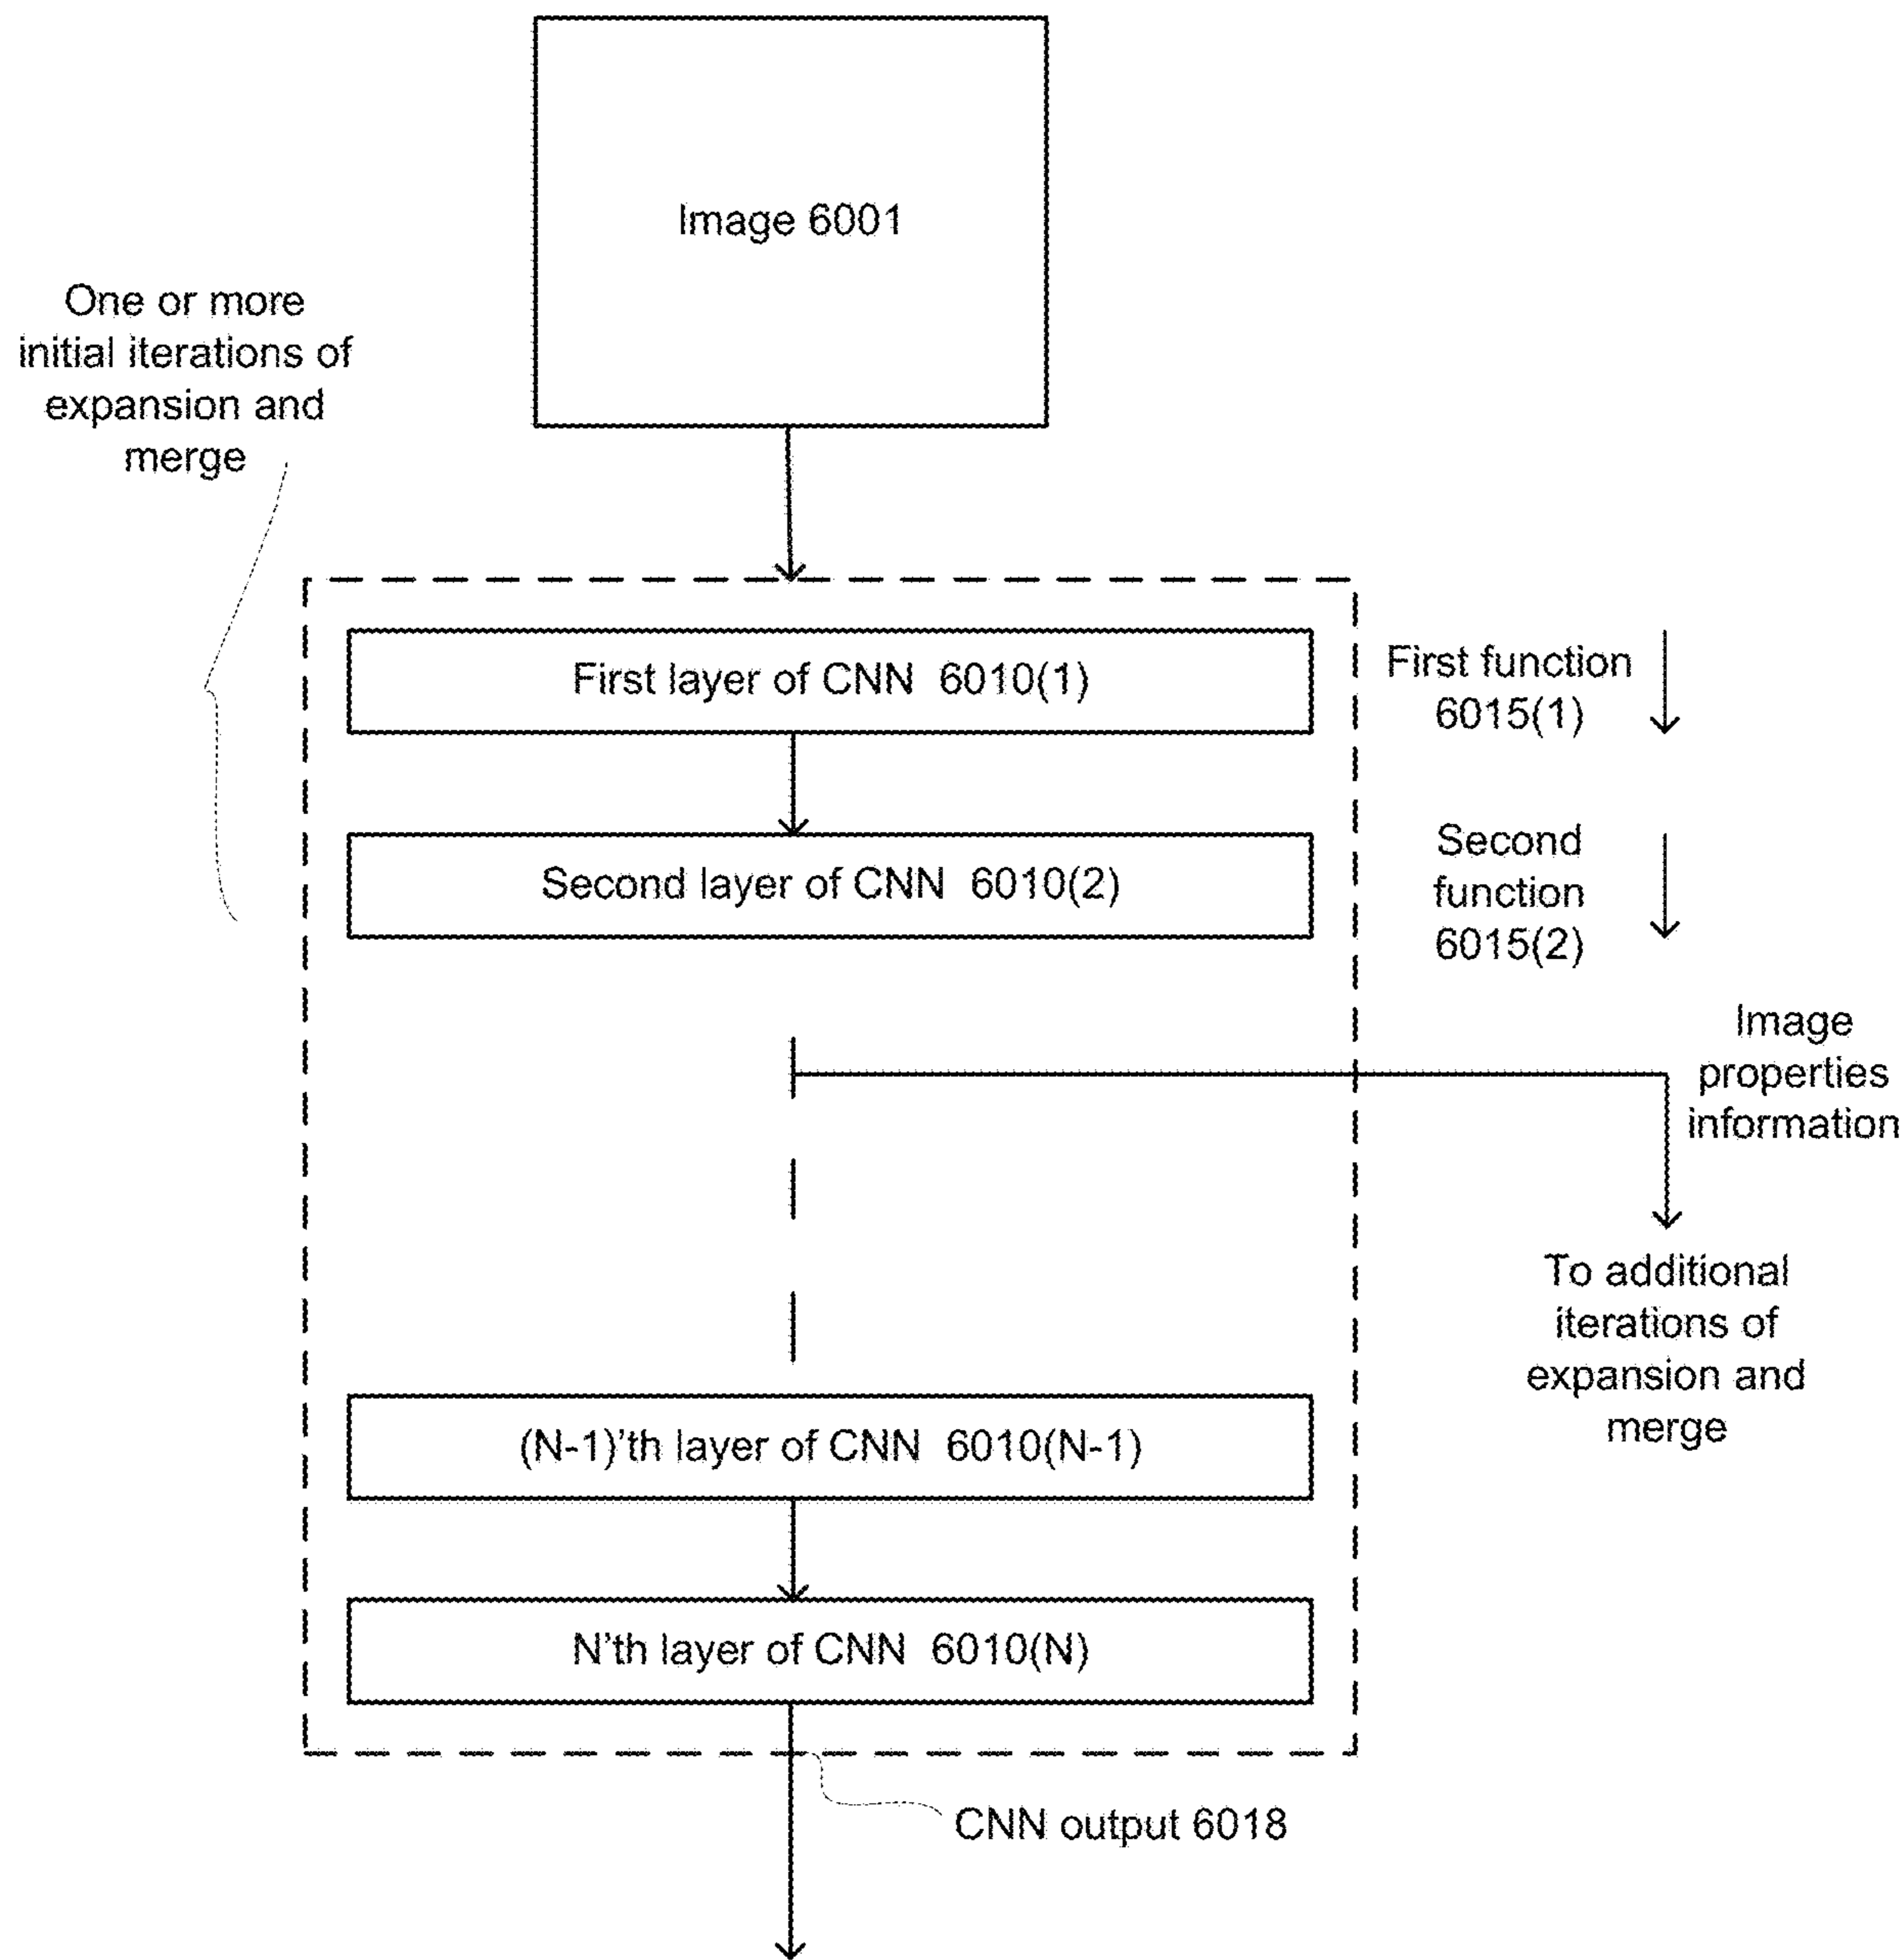 Image 6001
One or more
initial iterations of
expansion and
merge
First layer of CNN 6010(1)
First function
6015(1)
Second layer of CNN 6010(2)
Second
function
6015(2)
Image
properties
information
To additional
iterations of
expansion and
merge
(N-1)'th layer of CNN 6010(N-1)
N'th layer of CNN 6010(N)
CNN output 6018